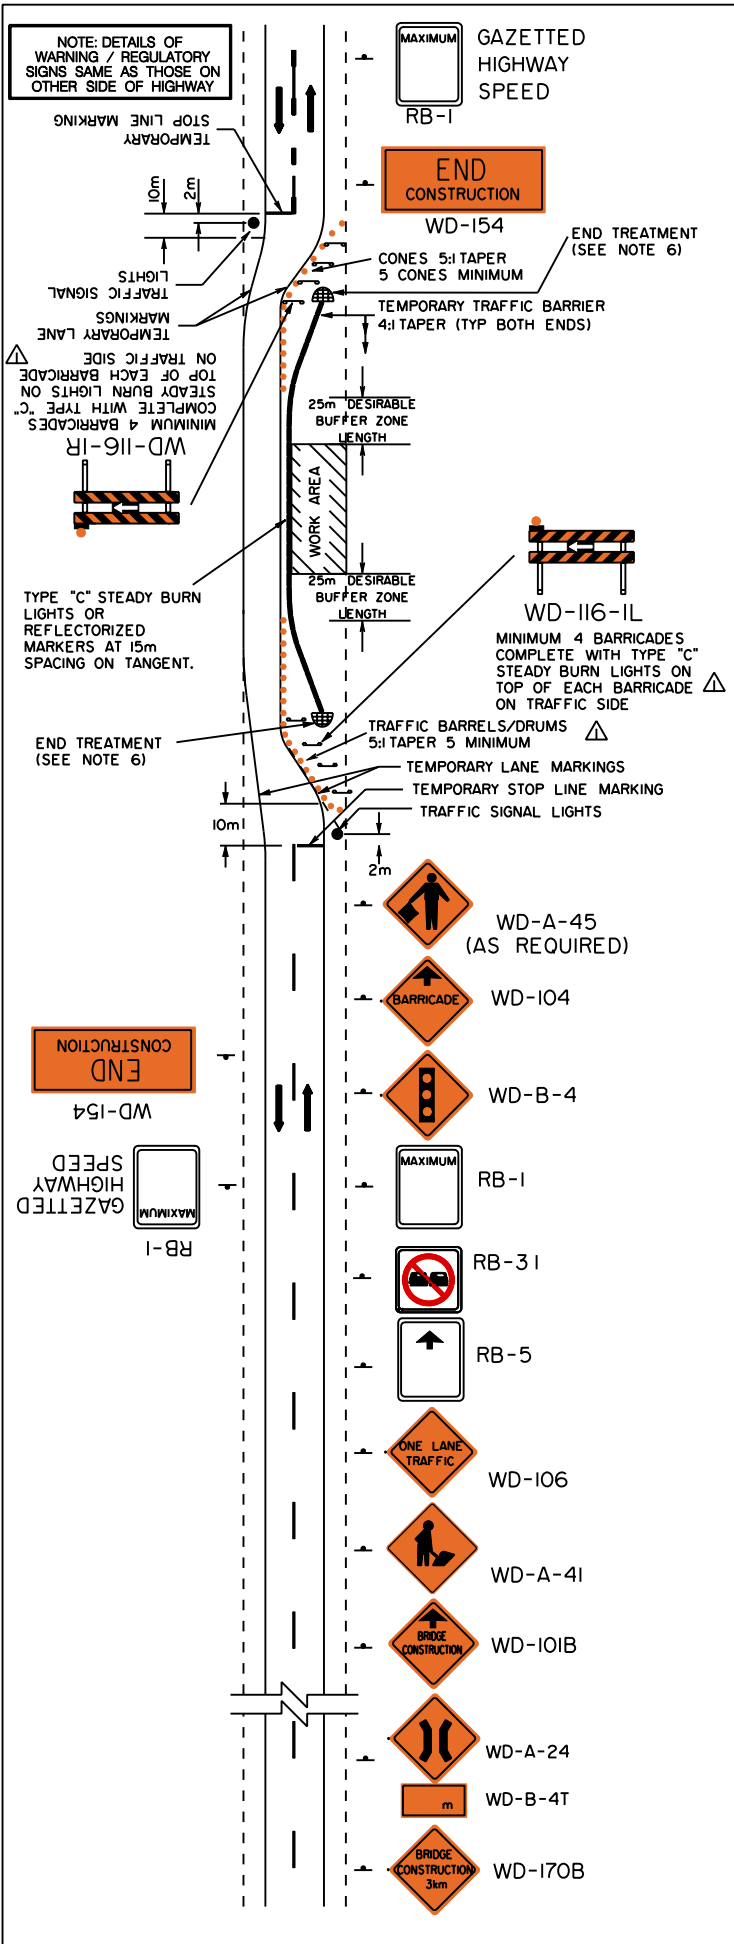 NOTE: DETAILS OF
WARNING / REGULATORY
SIGNS SAME AS THOSE ON
OTHER SIDE OF HIGHWAY
MAXIMUM
RB-1
GAZETTED
HIGHWAY
SPEED
TEMPORARY
STOP LINE MARKING
10m
2m
END
CONSTRUCTION
WD-154
TRAFFIC SIGNAL
LIGHTS
TEMPORARY LANE
MARKINGS
END TREATMENT
(SEE NOTE 6)
CONES 5:1 TAPER
5 CONES MINIMUM
TEMPORARY TRAFFIC BARRIER
4:1 TAPER (TYP BOTH ENDS)
WD-116-1R
MINIMUM 4 BARRICADES
COMPLETE WITH TYPE "C"
STEADY BURN LIGHTS ON
TOP OF EACH BARRICADE
ON TRAFFIC SIDE
1
25m DESIRABLE
BUFFER ZONE
LENGTH
WORK AREA
25m DESIRABLE
BUFFER ZONE
LENGTH
TYPE "C" STEADY BURN
LIGHTS OR
REFLECTORIZED
MARKERS AT 15m
SPACING ON TANGENT.
WD-116-1L
MINIMUM 4 BARRICADES
COMPLETE WITH TYPE "C"
STEADY BURN LIGHTS ON
TOP OF EACH BARRICADE
ON TRAFFIC SIDE
1
END TREATMENT
(SEE NOTE 6)
TRAFFIC BARRELS/DRUMS
5:1 TAPER 5 MINIMUM
1
TEMPORARY LANE MARKINGS
TEMPORARY STOP LINE MARKING
TRAFFIC SIGNAL LIGHTS
10m
2m
WD-A-45
(AS REQUIRED)
BARRICADE
WD-104
END
CONSTRUCTION
WD-154
WD-B-4
GAZETTED
HIGHWAY
SPEED
MAXIMUM
RB-1
MAXIMUM
RB-1
RB-31
RB-5
ONE LANE
TRAFFIC
WD-106
WD-A-41
BRIDGE
CONSTRUCTION
WD-101B
WD-A-24
m
WD-B-4T
BRIDGE
CONSTRUCTION
3km
WD-170B